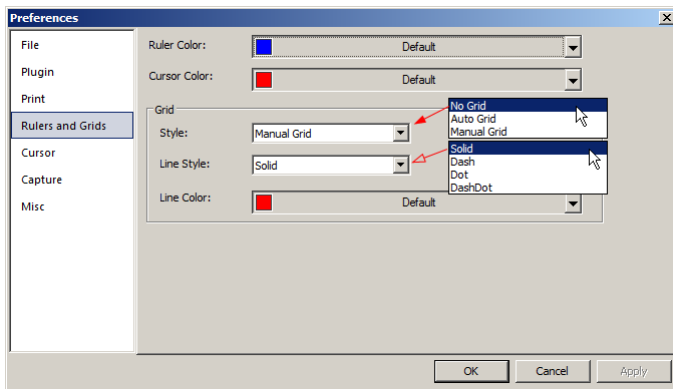 Preferences
File
Plugin
Print
Rulers and Grids
Cursor
Capture
Misc
Ruler Color: Default
Cursor Color: Default
Grid
Style: Manual Grid
No Grid
Auto Grid
Manual Grid
Line Style: Solid
Solid
Dash
Dot
DashDot
Line Color: Default
OK Cancel Apply